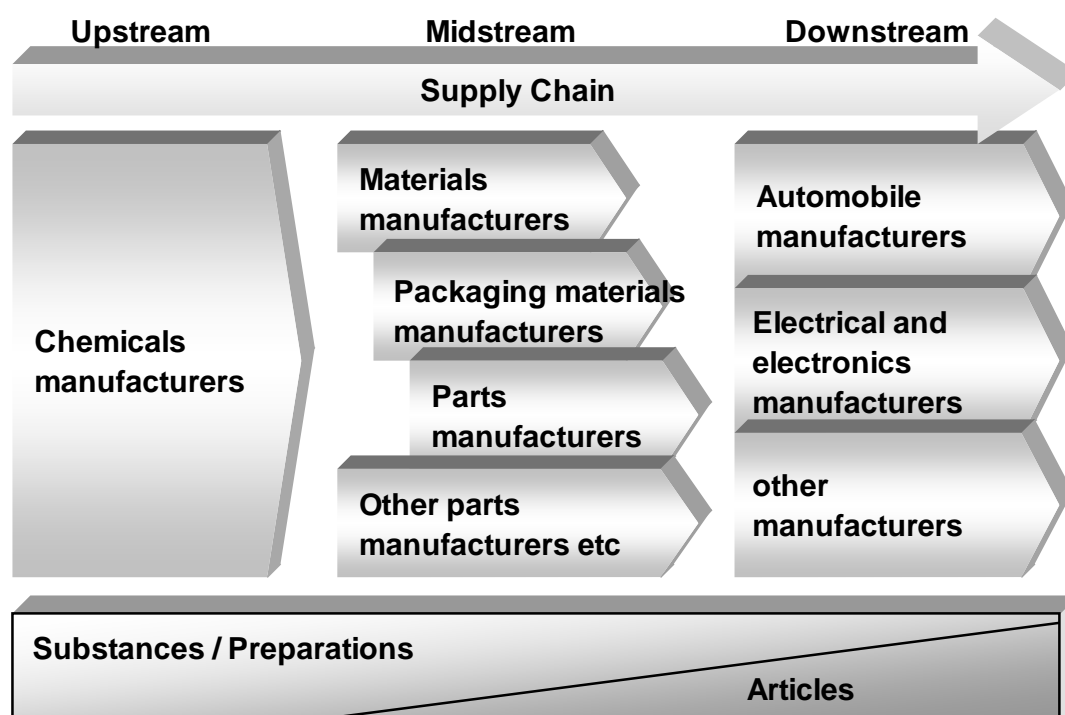 Upstream
Midstream
Downstream
Supply Chain
Chemicals
manufacturers
Materials
manufacturers
Packaging materials
manufacturers
Parts
manufacturers
Other parts
manufacturers etc
Automobile
manufacturers
Electrical and
electronics
manufacturers
other
manufacturers
Substances / Preparations
Articles